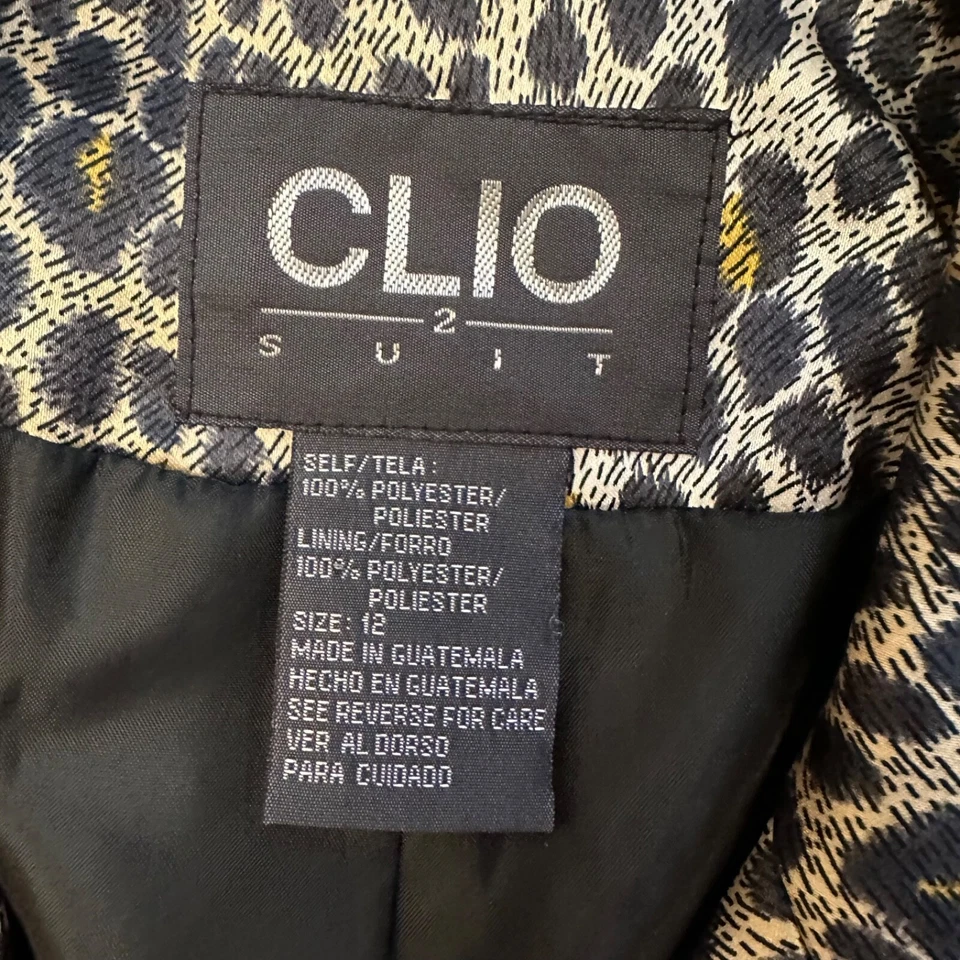 CLIO
2
SUIT
SELF/TELA:
100% POLYESTER/
POLIESTER
LINING/FORRO
100% POLYESTER/
POLIESTER
SIZE: 12
MADE IN GUATEMALA
HECHO EN GUATEMALA
SEE REVERSE FOR CARE
VER AL DORSO
PARA CUIDADO